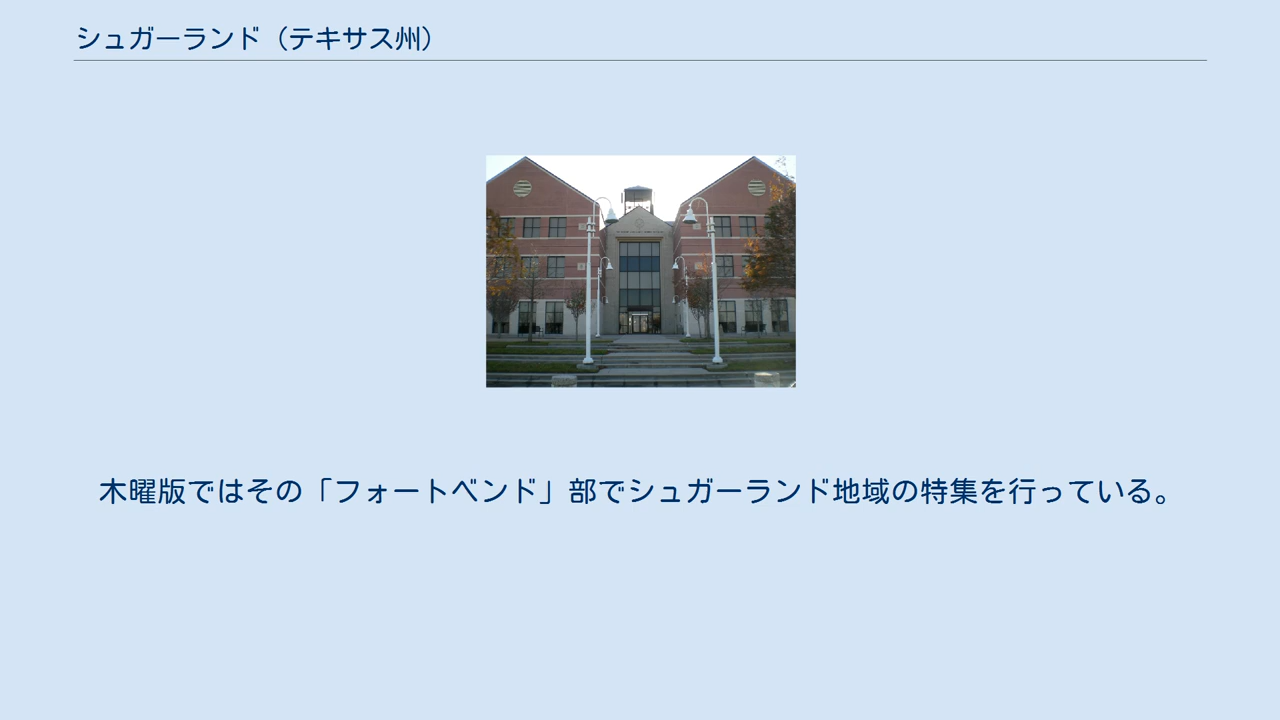 シュガーランド（テキサス州）
木曜版ではその「フォートベンド」部でシュガーランド地域の特集を行っている。